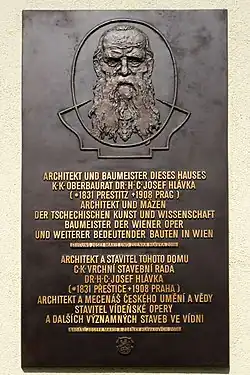 ARCHITEKT UND BAUMEISTER DIESES HAUSES
K·K·OBERBAURAT DR·H·C·JOSEF HLÁVKA
(*1831 PRESTITZ +1908 PRAG)
ARCHITEKT UND MÄZEN
DER TSCHECHISCHEN KUNST UND WISSENSCHAFT
BAUMEISTER DER WIENER OPER
UND WEITERER BEDEUTENDER BAUTEN IN WIEN
ARCHITEKT A STAVITEL TOHOTO DOMU
C·K·VRCHNÍ STAVEBNÍ RADA
DR·H·C·JOSEF HLÁVKA
(*1831 PŘEŠTICE +1908 PRAHA)
ARCHITEKT A MECENÁŠ ČESKÉHO UMĚNÍ A VĚDY
STAVITEL VÍDEŇSKÉ OPERY
A DALŠÍCH VÝZNAMNÝCH STAVEB VE VÍDNI